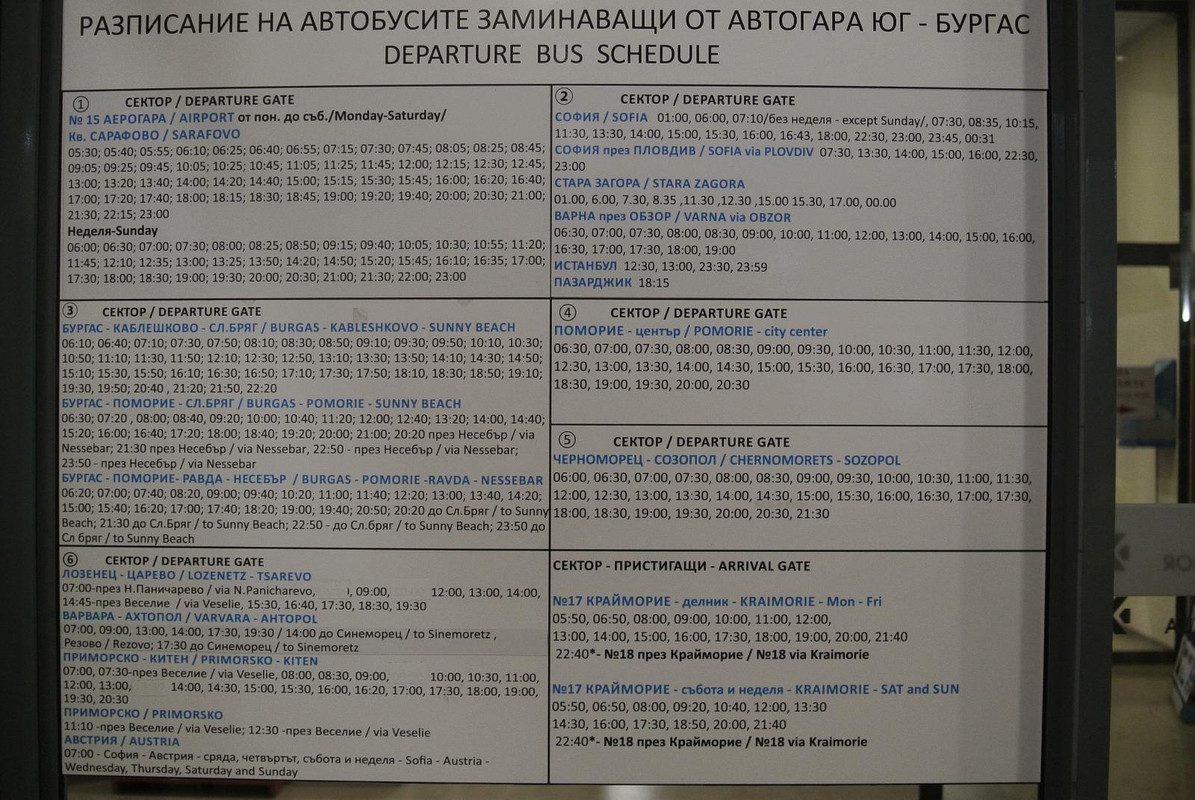 РАЗПИСАНИЕ НА АВТОБУСИТЕ ЗАМИНАВАЩИ ОТ АВТОГАРА ЮГ - БУРГАС
DEPARTURE BUS SCHEDULE
① СЕКТОР / DEPARTURE GATE
№ 15 АЕРОГАРА / AIRPORT от пон. до съб./Monday-Saturday/
Кв. САРАФОВО / SARAFOVO
05:30; 05:40; 05:55; 06:10; 06:25; 06:40; 06:55; 07:15; 07:30; 07:45; 08:05; 08:25; 08:45;
09:05; 09:25; 09:45; 10:05; 10:25; 10:45; 11:05; 11:25; 11:45; 12:00; 12:15; 12:30; 12:45;
13:00; 13:20; 13:40; 14:00; 14:20; 14:40; 15:00; 15:15; 15:30; 15:45; 16:00; 16:20; 16:40;
17:00; 17:20; 17:40; 18:00; 18:15; 18:30; 18:45; 19:00; 19:20; 19:40; 20:00; 20:30; 21:00;
21:30; 22:15; 23:00
Неделя-Sunday
06:00; 06:30; 07:00; 07:30; 08:00; 08:25; 08:50; 09:15; 09:40; 10:05; 10:30; 10:55; 11:20;
11:45; 12:10; 12:35; 13:00; 13:25; 13:50; 14:20; 14:50; 15:20; 15:45; 16:10; 16:35; 17:00;
17:30; 18:00; 18:30; 19:00; 19:30; 20:00; 20:30; 21:00; 21:30; 22:00; 23:00
② СЕКТОР / DEPARTURE GATE
СОФИЯ / SOFIA 01:00, 06:00, 07:10/без неделя - except Sunday/, 07:30, 08:35, 10:15,
11:30, 13:30, 14:00, 15:00, 15:30, 16:00, 16:43, 18:00, 22:30, 23:00, 23:45, 00:31
СОФИЯ през ПЛОВДИВ / SOFIA via PLOVDIV 07:30, 13:30, 14:00, 15:00, 16:00, 22:30,
23:00
СТАРА ЗАГОРА / STARA ZAGORA
01.00, 6.00, 7.30, 8.35 ,11.30 ,12.30 ,15.00 15.30, 17.00, 00.00
ВАРНА през ОБЗОР / VARNA via OBZOR
06:30, 07:00, 07:30, 08:00, 08:30, 09:00, 10:00, 11:00, 12:00, 13:00, 14:00, 15:00, 16:00,
16:30, 17:00, 17:30, 18:00, 19:00
ИСТАНБУЛ 12:30, 13:00, 23:30, 23:59
ПАЗАРДЖИК 18:15
③ СЕКТОР / DEPARTURE GATE
БУРГАС - КАБЛЕШКОВО - СЛ.БРЯГ / BURGAS - KABLESHKOVO - SUNNY BEACH
06:10; 06:40; 07:10; 07:30, 07:50; 08:10; 08:30; 08:50; 09:10; 09:30; 09:50; 10:10, 10:30;
10:50; 11:10; 11:30, 11:50; 12:10; 12:30; 12:50, 13:10; 13:30; 13:50; 14:10; 14:30; 14:50;
15:10; 15:30, 15:50; 16:10; 16:30; 16:50; 17:10; 17:30; 17:50; 18:10, 18:30; 18:50; 19:10;
19:30, 19:50; 20:40 , 21:20; 21:50, 22:20
БУРГАС - ПОМОРИЕ - СЛ.БРЯГ / BURGAS - POMORIE - SUNNY BEACH
06:30; 07:20 , 08:00; 08:40, 09:20; 10:00; 10:40; 11:20; 12:00; 12:40; 13:20; 14:00, 14:40;
15:20; 16:00; 16:40; 17:20; 18:00; 18:40; 19:20; 20:00; 21:00; 20:20 през Несебър / via
Nessebar; 21:30 през Несебър / via Nessebar, 22:50 - през Несебър / via Nessebar;
23:50 - през Несебър / via Nessebar
БУРГАС - ПОМОРИЕ- РАВДА - НЕСЕБЪР / BURGAS - POMORIE -RAVDA - NESSEBAR
06:20; 07:00; 07:40; 08:20, 09:00; 09:40; 10:20; 11:00; 11:40; 12:20; 13:00; 13:40, 14:20;
15:00; 15:40; 16:20; 17:00; 17:40; 18:20; 19:00; 19:40; 20:50; 20:20 до Сл.бряг / to Sunny
Beach; 21:30 до Сл.Бряг / to Sunny Beach; 22:50 - до Сл.бряг / to Sunny Beach; 23:50 до
Сл бряг / to Sunny Beach
④ СЕКТОР / DEPARTURE GATE
ПОМОРИЕ - център / POMORIE - city center
06:30, 07:00, 07:30, 08:00, 08:30, 09:00, 09:30, 10:00, 10:30, 11:00, 11:30, 12:00,
12:30, 13:00, 13:30, 14:00, 14:30, 15:00, 15:30, 16:00, 16:30, 17:00, 17:30, 18:00,
18:30, 19:00, 19:30, 20:00, 20:30
⑤ СЕКТОР / DEPARTURE GATE
ЧЕРНОМОРЕЦ - СОЗОПОЛ / CHERNOMORETS - SOZOPOL
06:00, 06:30, 07:00, 07:30, 08:00, 08:30, 09:00, 09:30, 10:00, 10:30, 11:00, 11:30,
12:00, 12:30, 13:00, 13:30, 14:00, 14:30, 15:00, 15:30, 16:00, 16:30, 17:00, 17:30,
18:00, 18:30, 19:00, 19:30, 20:00, 20:30, 21:30
⑥ СЕКТОР / DEPARTURE GATE
ЛОЗЕНЕЦ - ЦАРЕВО / LOZENETZ - TSAREVO
07:00-през Н.Паничарево / via N.Panicharevo, ), 09:00, 12:00, 13:00, 14:00,
14:45-през Веселие / via Veselie, 15:30, 16:40, 17:30, 18:30, 19:30
ВАРВАРА - АХТОПОЛ / VARVARA - AHTOPOL
07:00, 09:00, 13:00, 14:00, 17:30, 19:30 / 14:00 до Синеморец / to Sinemoretz ,
Резово / Rezovo; 17:30 до Синеморец / to Sinemoretz
ПРИМОРСКО - КИТЕН / PRIMORSKO - KITEN
07:00, 07:30-през Веселие / via Veselie, 08:00, 08:30, 09:00, 10:00, 10:30, 11:00,
12:00, 13:00, 14:00, 14:30, 15:00, 15:30, 16:00, 16:20, 17:00, 17:30, 18:00, 19:00,
19:30, 20:30
ПРИМОРСКО / PRIMORSKO
11:10 -през Веселие / via Veselie; 12:30 -през Веселие / via Veselie
АВСТРИЯ / AUSTRIA
07:00 - София - Австрия - сряда, четвъртът, събота и неделя - Sofia - Austria -
Wednesday, Thursday, Saturday and Sunday
СЕКТОР - ПРИСТИГАЩИ - ARRIVAL GATE
№17 КРАЙМОРИЕ - делник - KRAIMORIE - Mon - Fri
05:50, 06:50, 08:00, 09:00, 10:00, 11:00, 12:00,
13:00, 14:00, 15:00, 16:00, 17:30, 18:00, 19:00, 20:00, 21:40
22:40*- №18 през Крайморие / №18 via Kraimorie
№17 КРАЙМОРИЕ - събота и неделя - KRAIMORIE - SAT and SUN
05:50, 06:50, 08:00, 09:20, 10:40, 12:00, 13:30
14:30, 16:00, 17:30, 18:50, 20:00, 21:40
22:40*- №18 през Крайморие / №18 via Kraimorie